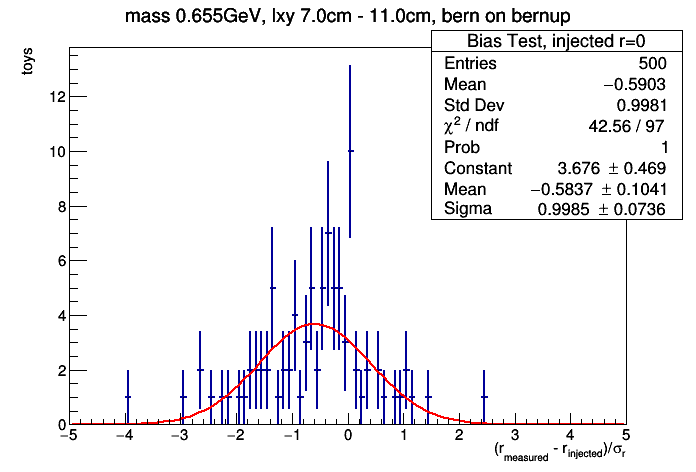 mass 0.655GeV, lxy 7.0cm - 11.0cm, bern on bernup
Bias Test, injected r=0
Entries 500
Mean −0.5903
Std Dev 0.9981
χ² / ndf 42.56 / 97
Prob 1
Constant 3.676 ± 0.469
Mean −0.5837 ± 0.1041
Sigma 0.9985 ± 0.0736
toys
12
10
8
6
4
2
0
−5 −4 −3 −2 −1 0 1 2 3 4 5
(r_measured - r_injected)/σ_r